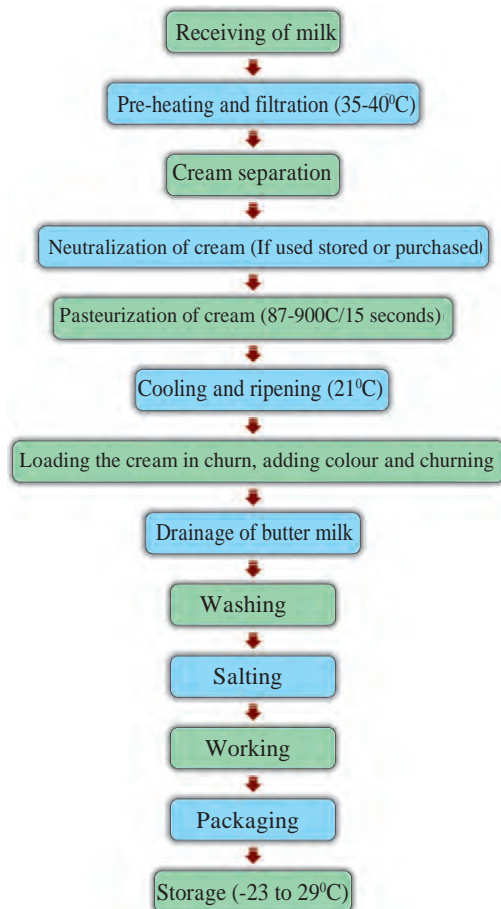 Receiving of milk
Pre-heating and filtration (35-40⁰C)
Cream separation
Neutralization of cream (If used stored or purchased)
Pasteurization of cream (87-900C/15 seconds)
Cooling and ripening (21⁰C)
Loading the cream in churn, adding colour and churning
Drainage of butter milk
Washing
Salting
Working
Packaging
Storage (-23 to 29⁰C)